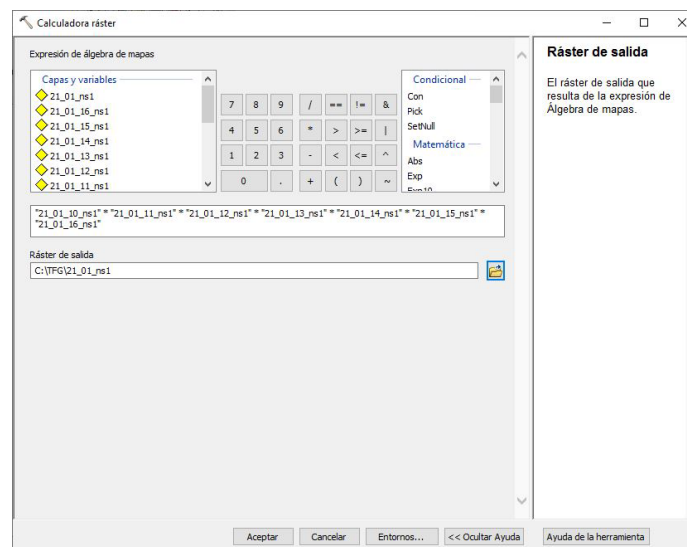 Calculadora ráster
Expresión de álgebra de mapas
Capas y variables
21_01_ns1
21_01_16_ns1
21_01_15_ns1
21_01_14_ns1
21_01_13_ns1
21_01_12_ns1
21_01_11_ns1
7 8 9 / == != &
4 5 6 * > >= |
1 2 3 - < <= ^
0 . + ( ) ~
Condicional
Con
Pick
SetNull
Matemática
Abs
Exp
Exp10
"21_01_10_ns1" * "21_01_11_ns1" * "21_01_12_ns1" * "21_01_13_ns1" * "21_01_14_ns1" * "21_01_15_ns1" *
"21_01_16_ns1"
Ráster de salida
C:\TFG\21_01_ns1
Aceptar Cancelar Entornos... << Ocultar Ayuda
Ráster de salida
El ráster de salida que
resulta de la expresión de
Álgebra de mapas.
Ayuda de la herramienta